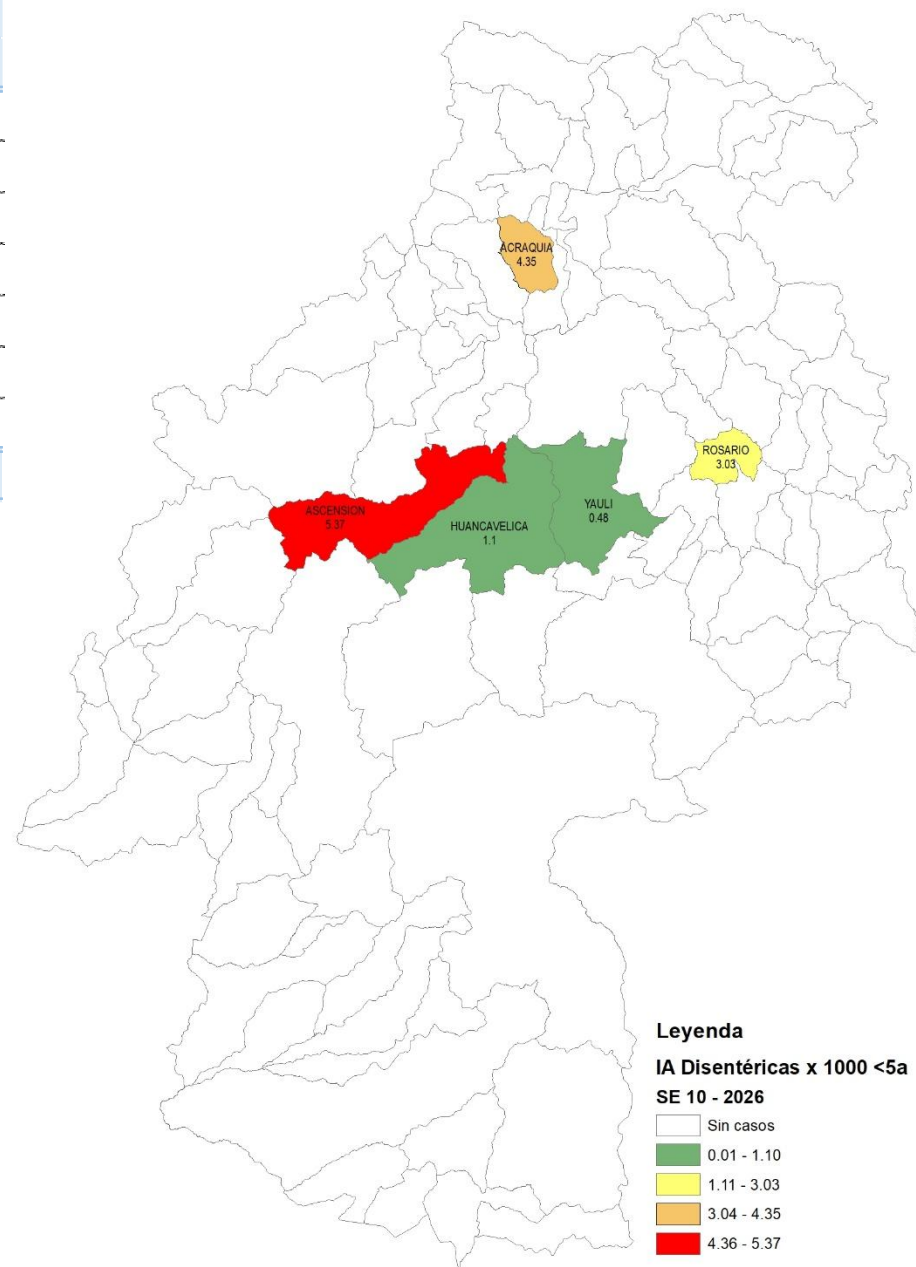 ACRAQUIA
4.35
ROSARIO
3.03
ASCENSION
5.37
HUANCAVELICA
1.1
YAULI
0.48
Leyenda
IA Disentéricas x 1000 <5a
SE 10 - 2026
Sin casos
0.01 - 1.10
1.11 - 3.03
3.04 - 4.35
4.36 - 5.37